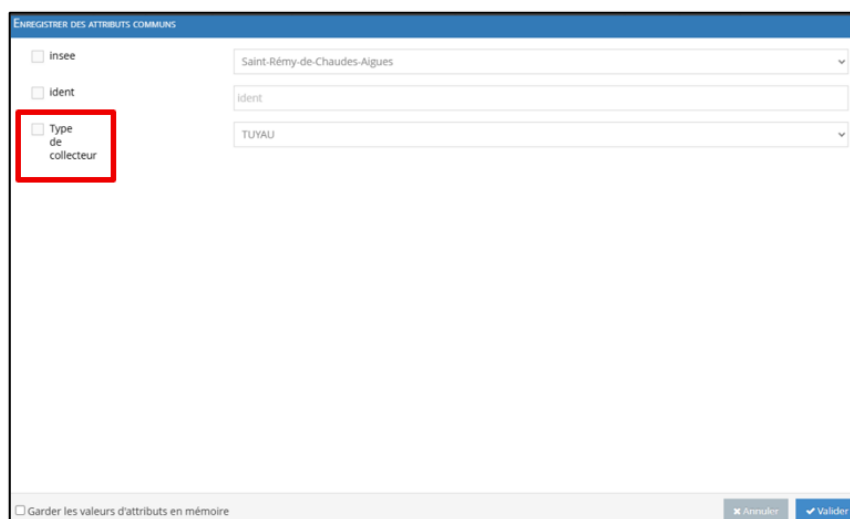 ENREGISTRER DES ATTRIBUTS COMMUNS
insee
Saint-Rémy-de-Chaudes-Aigues
ident
ident
Type
de
collecteur
TUYAU
Garder les valeurs d'attributs en mémoire
Annuler
Valider